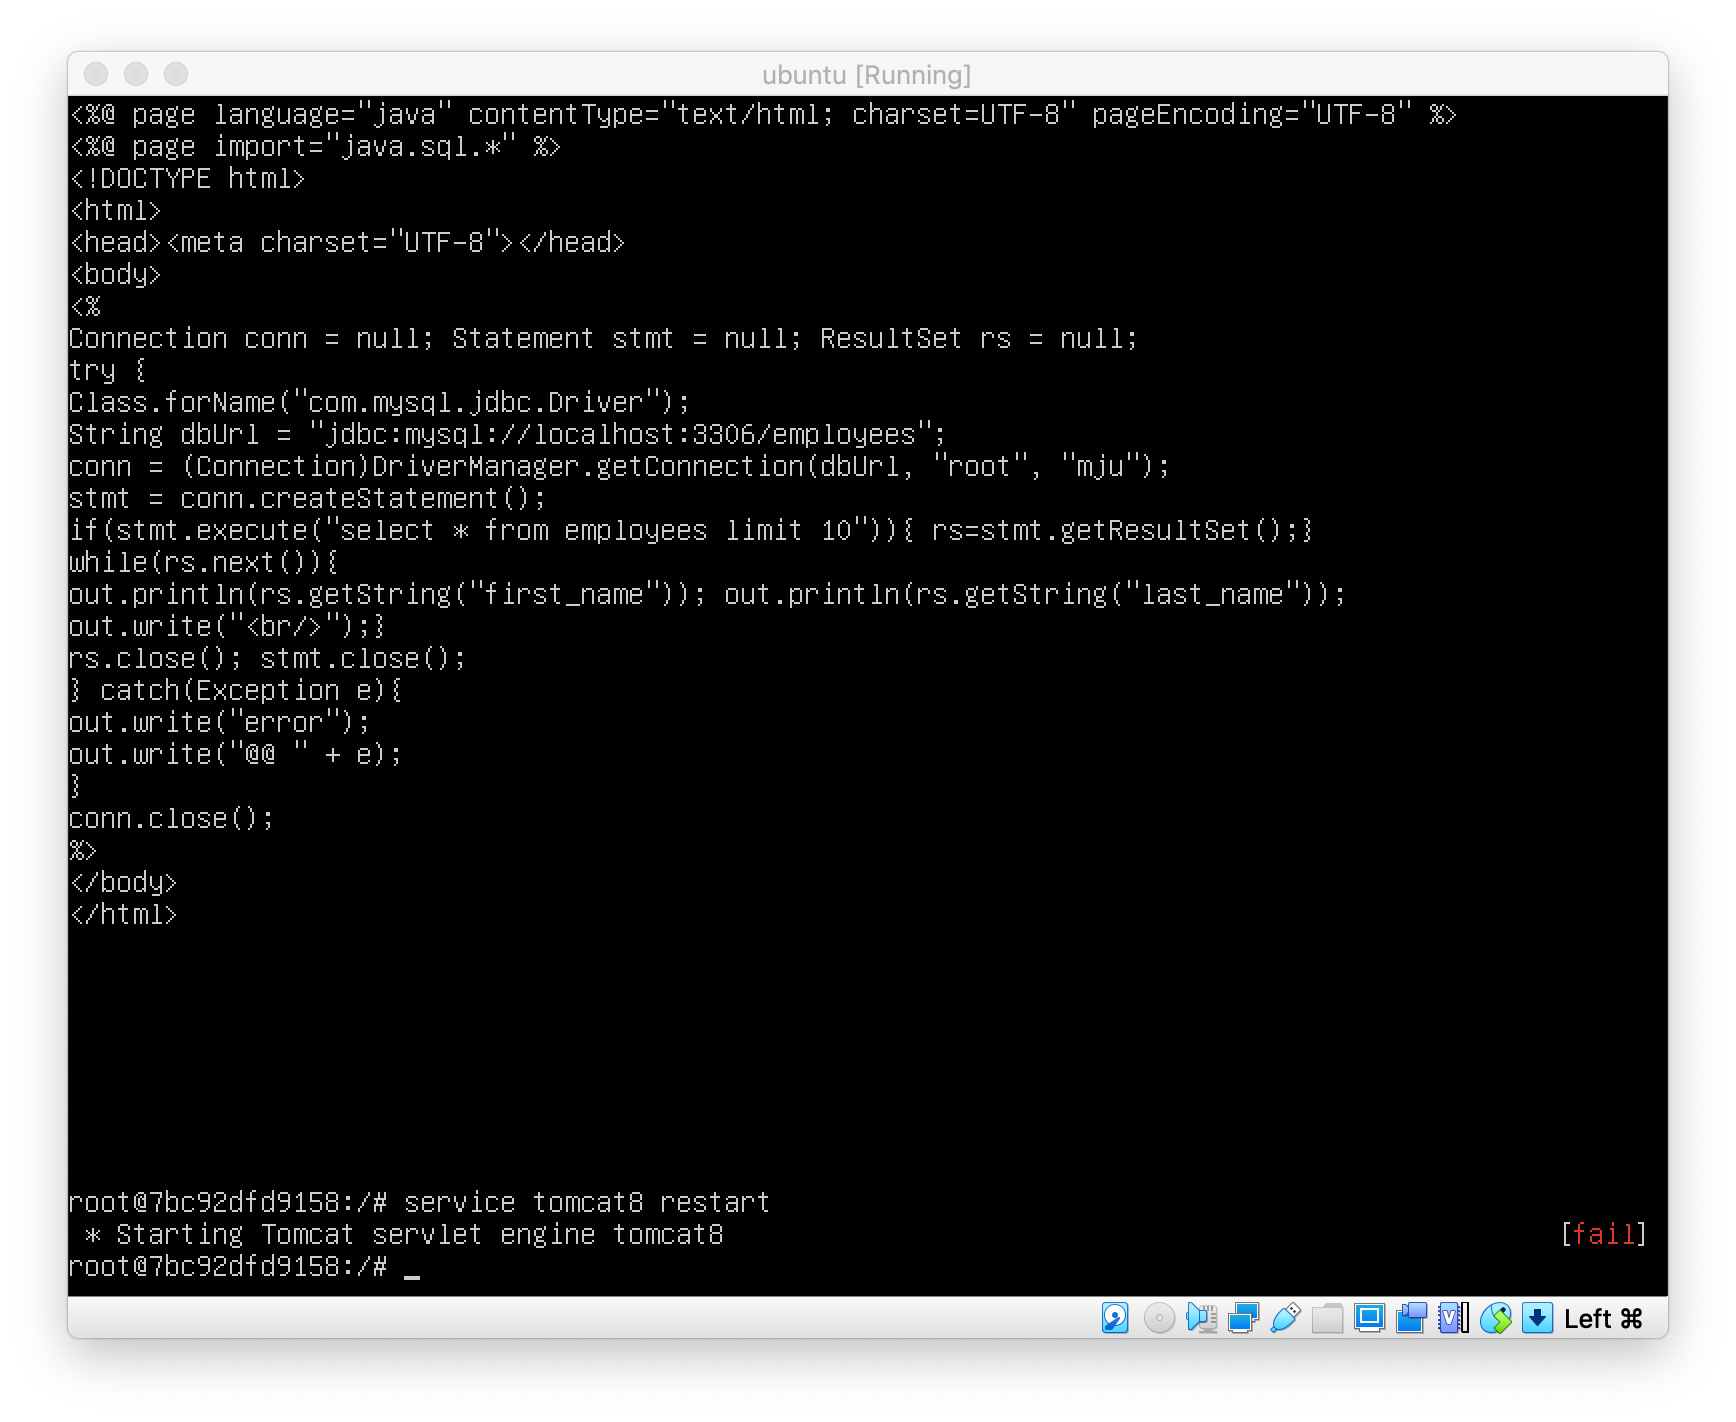 ubuntu [Running]
<%@ page language="java" contentType="text/html; charset=UTF-8" pageEncoding="UTF-8" %>
<%@ page import="java.sql.*" %>
<!DOCTYPE html>
<html>
<head><meta charset="UTF-8"></head>
<body>
<%
Connection conn = null; Statement stmt = null; ResultSet rs = null;
try {
Class.forName("com.mysql.jdbc.Driver");
String dbUrl = "jdbc:mysql://localhost:3306/employees";
conn = (Connection)DriverManager.getConnection(dbUrl, "root", "mju");
stmt = conn.createStatement();
if(stmt.execute("select * from employees limit 10")){ rs=stmt.getResultSet();}
while(rs.next()){
out.println(rs.getString("first_name")); out.println(rs.getString("last_name"));
out.write("<br/>");}
rs.close(); stmt.close();
} catch(Exception e){
out.write("error");
out.write("@@ " + e);
}
conn.close();
%>
</body>
</html>
root@7bc92dfd9158:/# service tomcat8 restart
 * Starting Tomcat servlet engine tomcat8 [fail]
root@7bc92dfd9158:/# _
Left ⌘